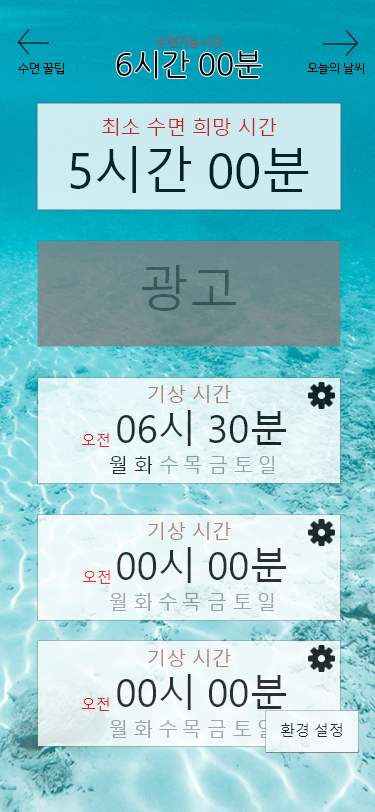 6시간 00분
수면 꿀팁
오늘의 날씨
최소 수면 희망 시간
5시간 00분
광고
기상 시간
오전 06시 30분
월 화 수 목 금 토 일
기상 시간
오전 00시 00분
월 화 수 목 금 토 일
기상 시간
오전 00시 00분
월 화 수 목 금 토 일
환경 설정